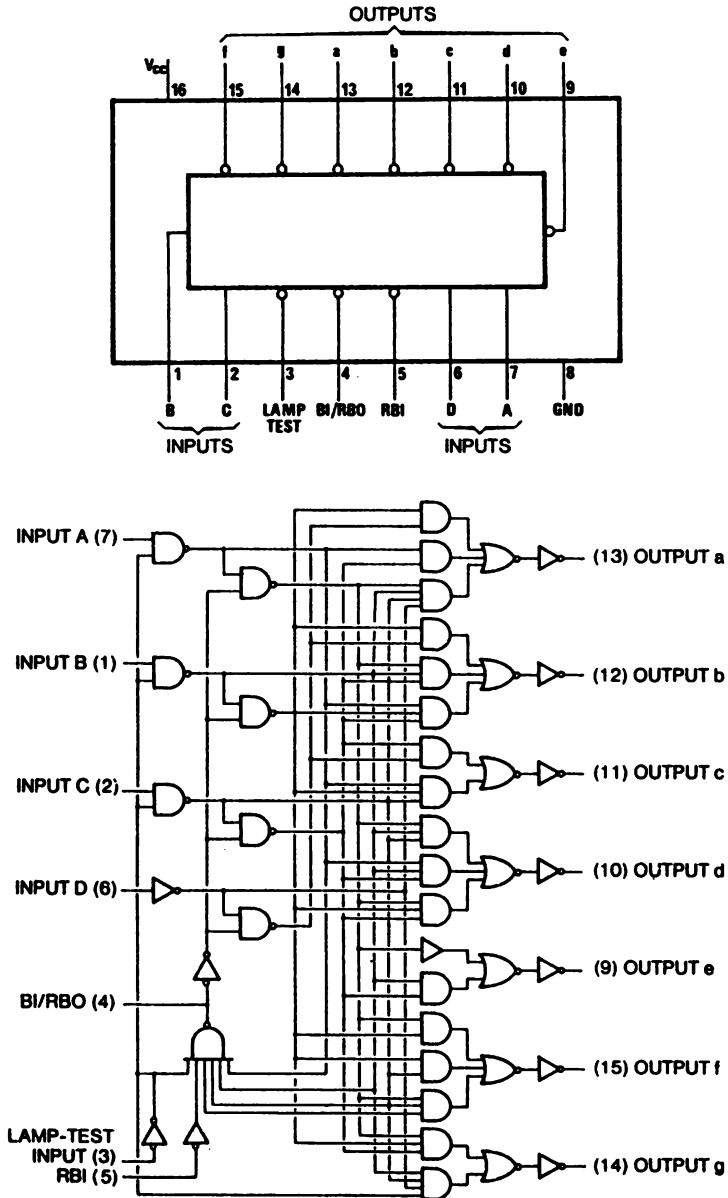 OUTPUTS
f g a b c d e
VCC
16 15 14 13 12 11 10 9
1 2 3 4 5 6 7 8
B C LAMP TEST BI/RBO RBI D A GND
INPUTS INPUTS
INPUT A (7)
(13) OUTPUT a
INPUT B (1)
(12) OUTPUT b
(11) OUTPUT c
INPUT C (2)
(10) OUTPUT d
INPUT D (6)
(9) OUTPUT e
BI/RBO (4)
(15) OUTPUT f
LAMP-TEST
INPUT (3)
RBI (5)
(14) OUTPUT g